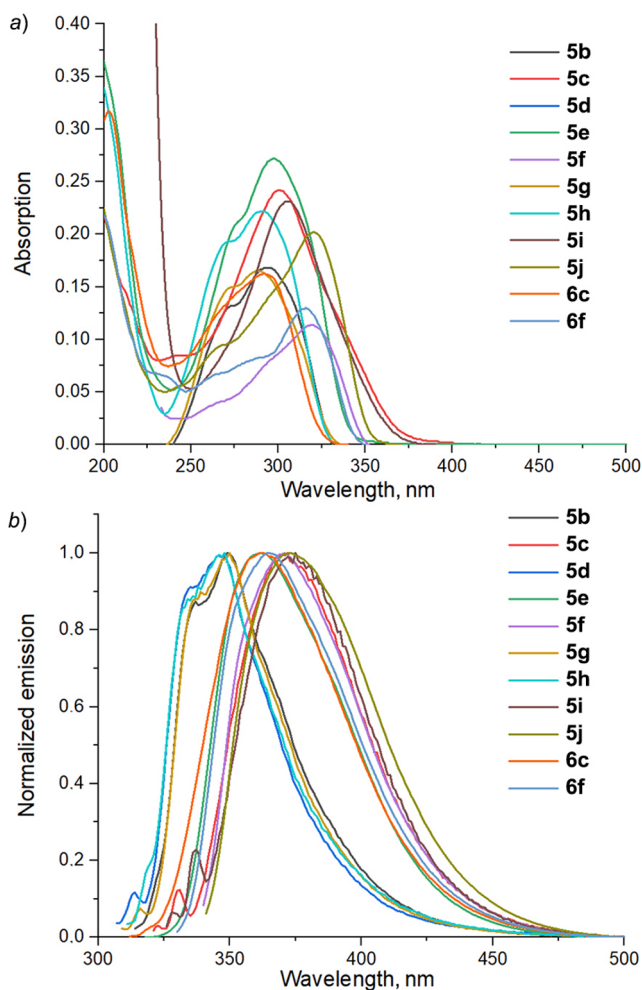 a)
0.40
0.35
0.30
0.25
0.20
0.15
0.10
0.05
0.00
Absorption
200 250 300 350 400 450 500
Wavelength, nm
5b
5c
5d
5e
5f
5g
5h
5i
5j
6c
6f
b)
1.0
0.8
0.6
0.4
0.2
0.0
Normalized emission
300 350 400 450 500
Wavelength, nm
5b
5c
5d
5e
5f
5g
5h
5i
5j
6c
6f